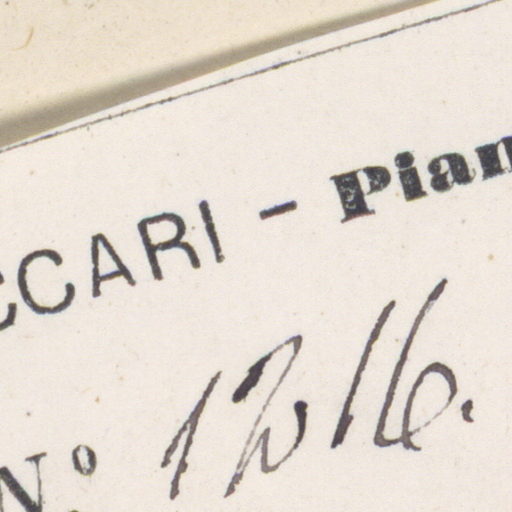 CCARI - Pian
N.º 1216.